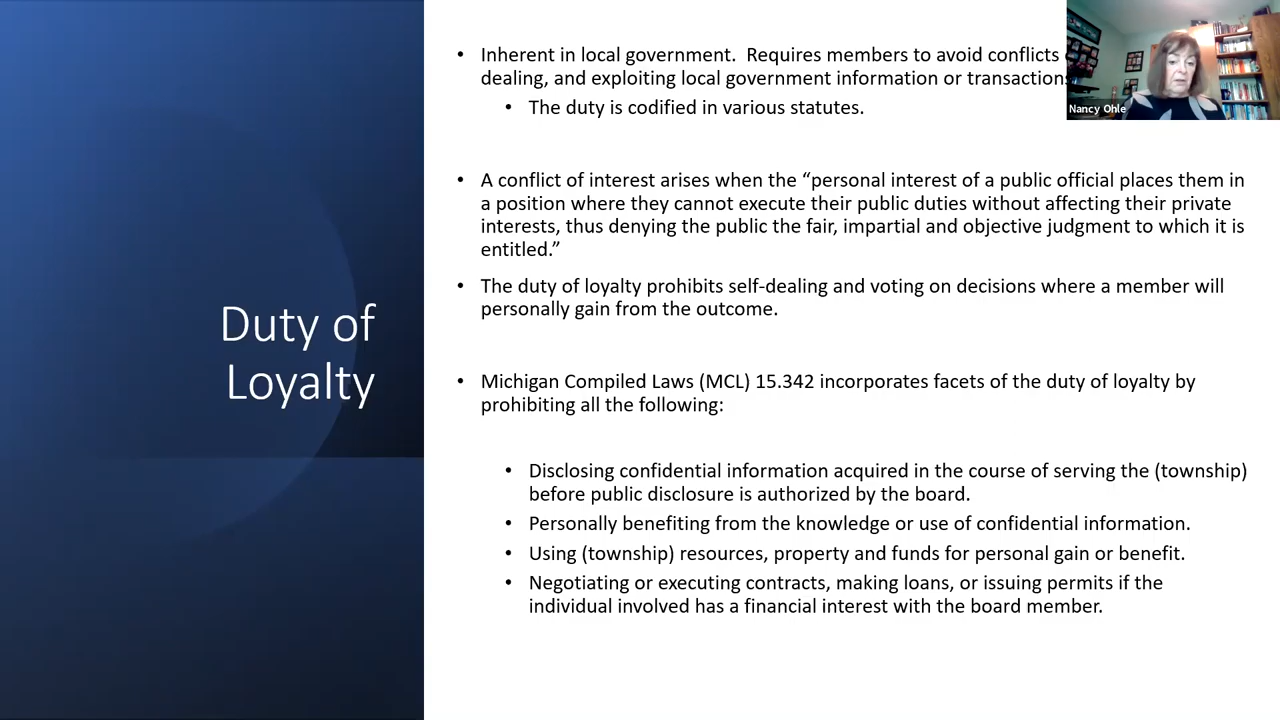 Duty of
Loyalty
• Inherent in local government.  Requires members to avoid conflicts
dealing, and exploiting local government information or transactions
• The duty is codified in various statutes.
• A conflict of interest arises when the “personal interest of a public official places them in
a position where they cannot execute their public duties without affecting their private
interests, thus denying the public the fair, impartial and objective judgment to which it is
entitled.”
• The duty of loyalty prohibits self-dealing and voting on decisions where a member will
personally gain from the outcome.
• Michigan Compiled Laws (MCL) 15.342 incorporates facets of the duty of loyalty by
prohibiting all the following:
• Disclosing confidential information acquired in the course of serving the (township)
before public disclosure is authorized by the board.
• Personally benefiting from the knowledge or use of confidential information.
• Using (township) resources, property and funds for personal gain or benefit.
• Negotiating or executing contracts, making loans, or issuing permits if the
individual involved has a financial interest with the board member.
Nancy Ohle